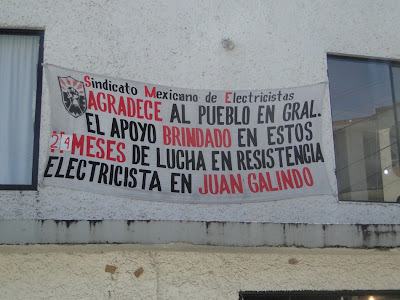 Sindicato Mexicano de Electricistas
AGRADECE AL PUEBLO EN GRAL.
EL APOYO BRINDADO EN ESTOS
24 MESES DE LUCHA EN RESISTENCIA
ELECTRICISTA EN JUAN GALINDO